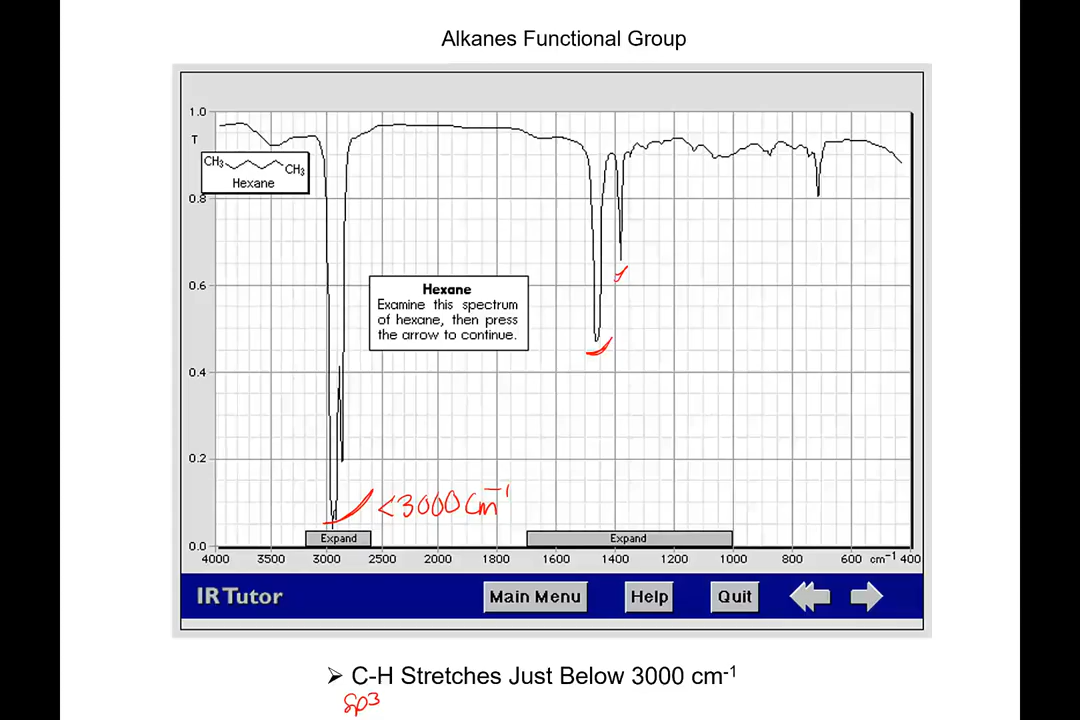 Alkanes Functional Group
1.0
T
CH₃ CH₃
Hexane
0.8
0.6
Hexane
Examine this spectrum
of hexane, then press
the arrow to continue.
0.4
0.2
<3000 cm⁻¹
Expand Expand
0.0
4000 3500 3000 2500 2000 1800 1600 1400 1200 1000 800 600 cm⁻¹ 400
IR Tutor Main Menu Help Quit
➢ C-H Stretches Just Below 3000 cm⁻¹
sp³